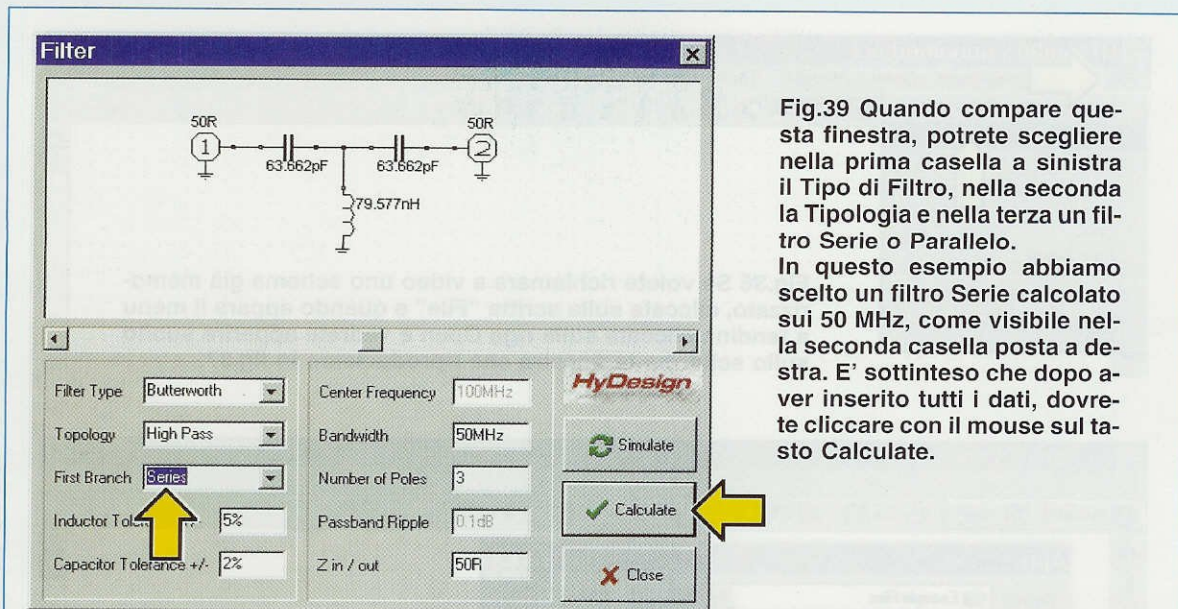 Filter
50R
50R
1
2
63.662pF
63.662pF
79.577nH
Filter Type
Butterworth
Topology
High Pass
First Branch
Series
Inductor
5%
Capacitor Tolerance +/-
2%
Center Frequency
100MHz
Bandwidth
50MHz
Number of Poles
3
Passband Ripple
0.1dB
Z in / out
50R
HyDesign
Simulate
Calculate
Close
Fig.39 Quando compare que-
sta finestra, potrete scegliere
nella prima casella a sinistra
il Tipo di Filtro, nella seconda
la Tipologia e nella terza un fil-
tro Serie o Parallelo.
In questo esempio abbiamo
scelto un filtro Serie calcolato
sui 50 MHz, come visibile nel-
la seconda casella posta a de-
stra. E' sottinteso che dopo a-
ver inserito tutti i dati, dovre-
te cliccare con il mouse sul ta-
sto Calculate.